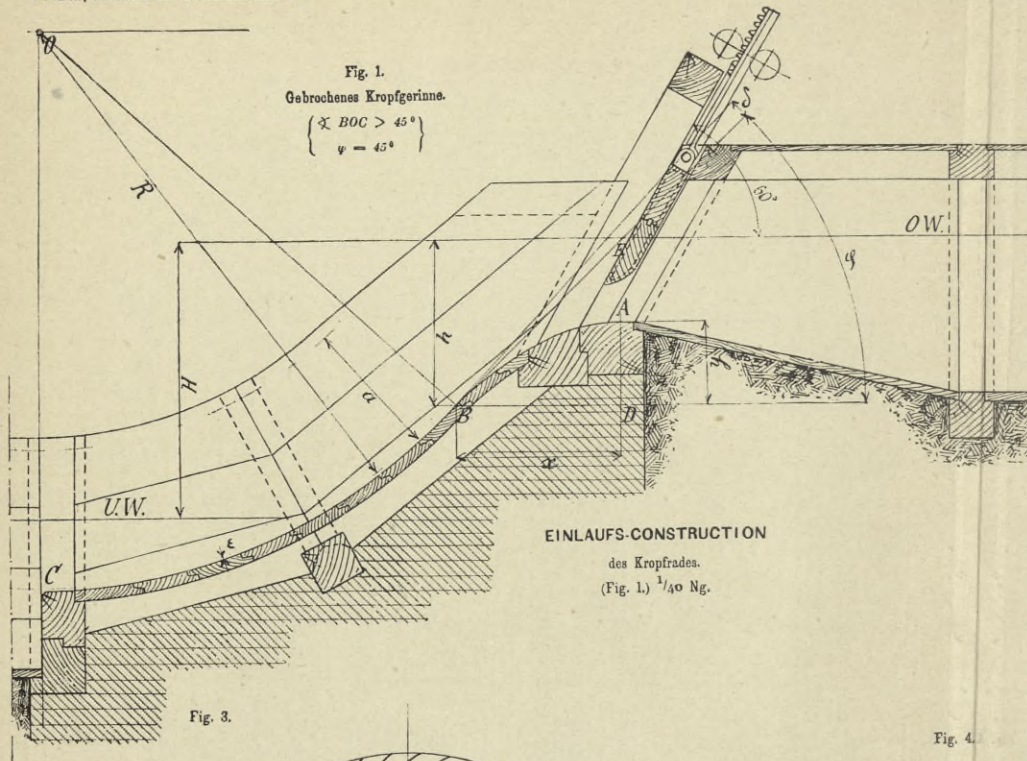 Fig. 1.
Gebrochenes Kropfgerinne.
∢ BOC > 45°
φ = 45°
O
R
δ
60°
OW.
φ
E
A
H
h
a
B
y
D
x
U.W.
ε
C
EINLAUFS-CONSTRUCTION
des Kropfrades.
(Fig. 1.) 1/40 Ng.
Fig. 3.
Fig. 4.